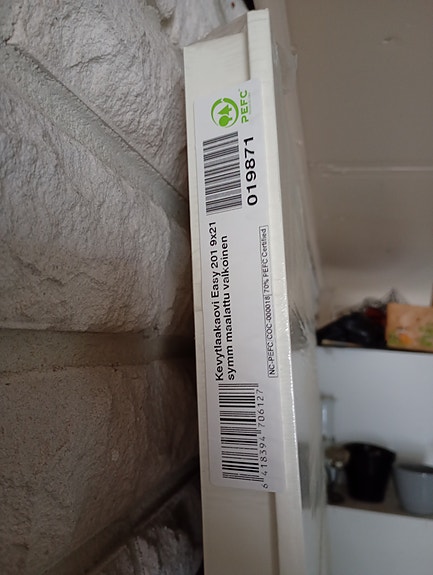 PEFC
019871
Kevytlaakaovi Easy 201 9x21
symm maalattu valkoinen
NC-PEFC COC-000018 70% PEFC Certified
6 418394 706127